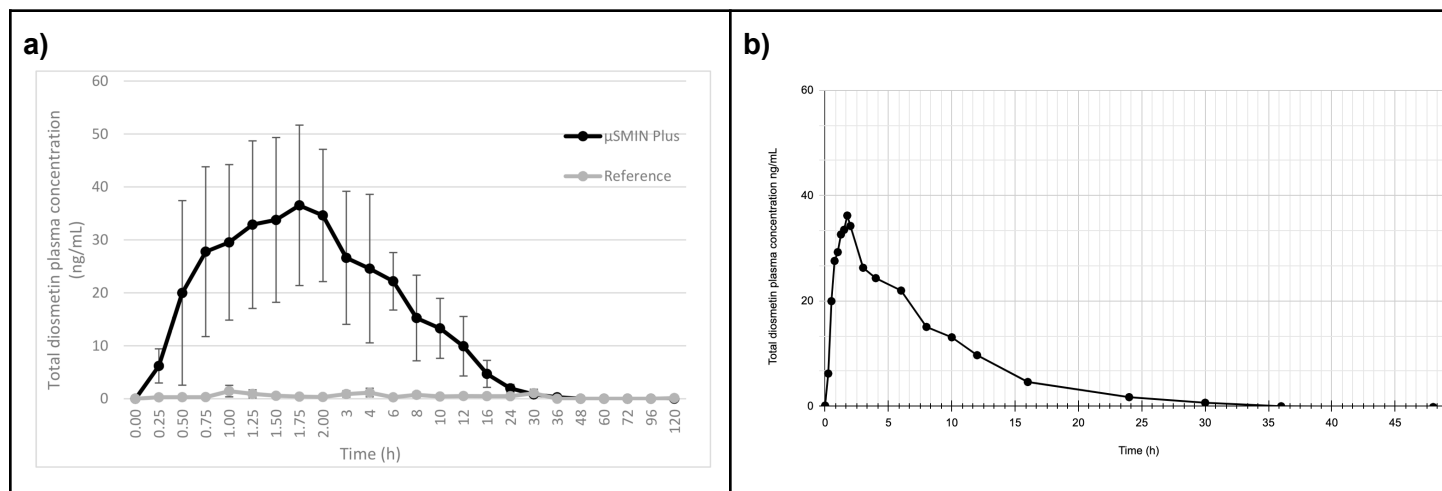 a)
60
50
40
30
20
10
0
Total diosmetin plasma concentration
(ng/mL)
µSMIN Plus
Reference
0.00 0.25 0.50 0.75 1.00 1.25 1.50 1.75 2.00 3 4 6 8 10 12 16 24 30 36 48 60 72 96 120
Time (h)
b)
60
40
20
0
Total diosmetin plasma concentration ng/mL
0 5 10 15 20 25 30 35 40 45
Time (h)